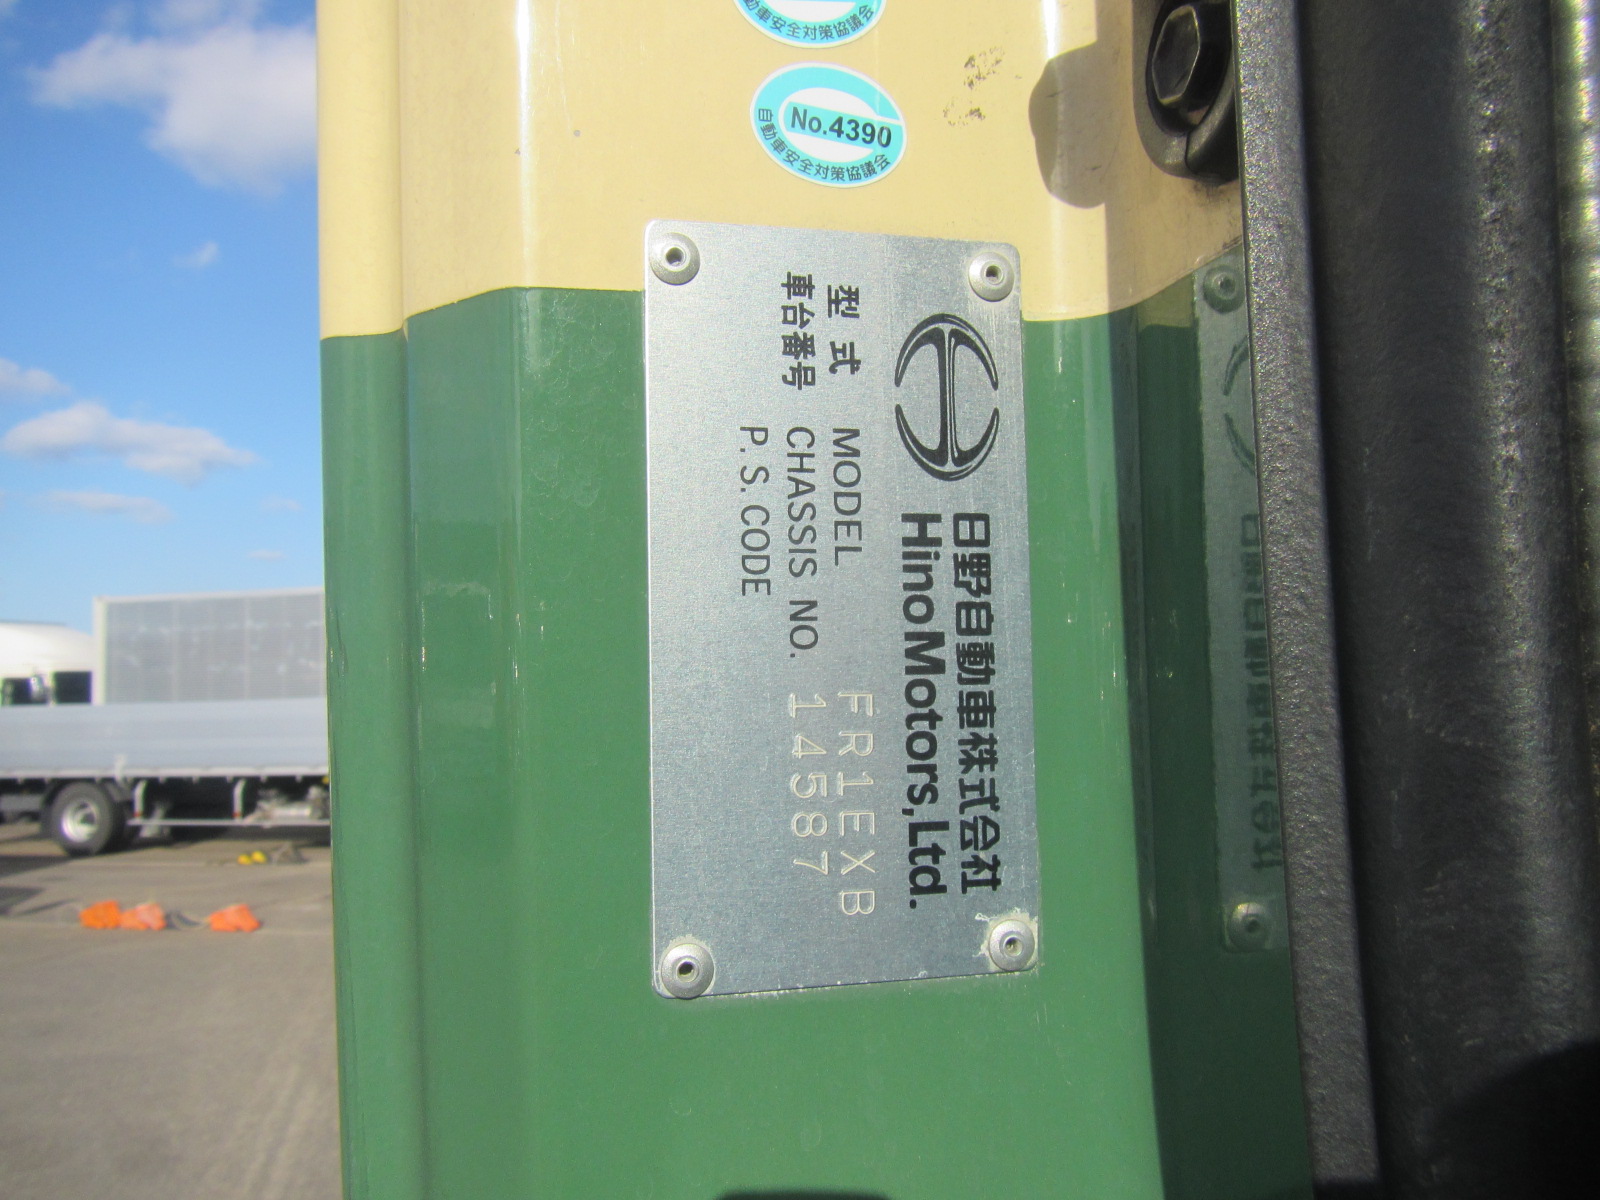 自動車安全対策協議会
No.4390
自動車安全対策協議会
日野自動車株式会社
Hino Motors, Ltd.
型式 MODEL FR1EXB
車台番号 CHASSIS NO. 14587
P.S.CODE